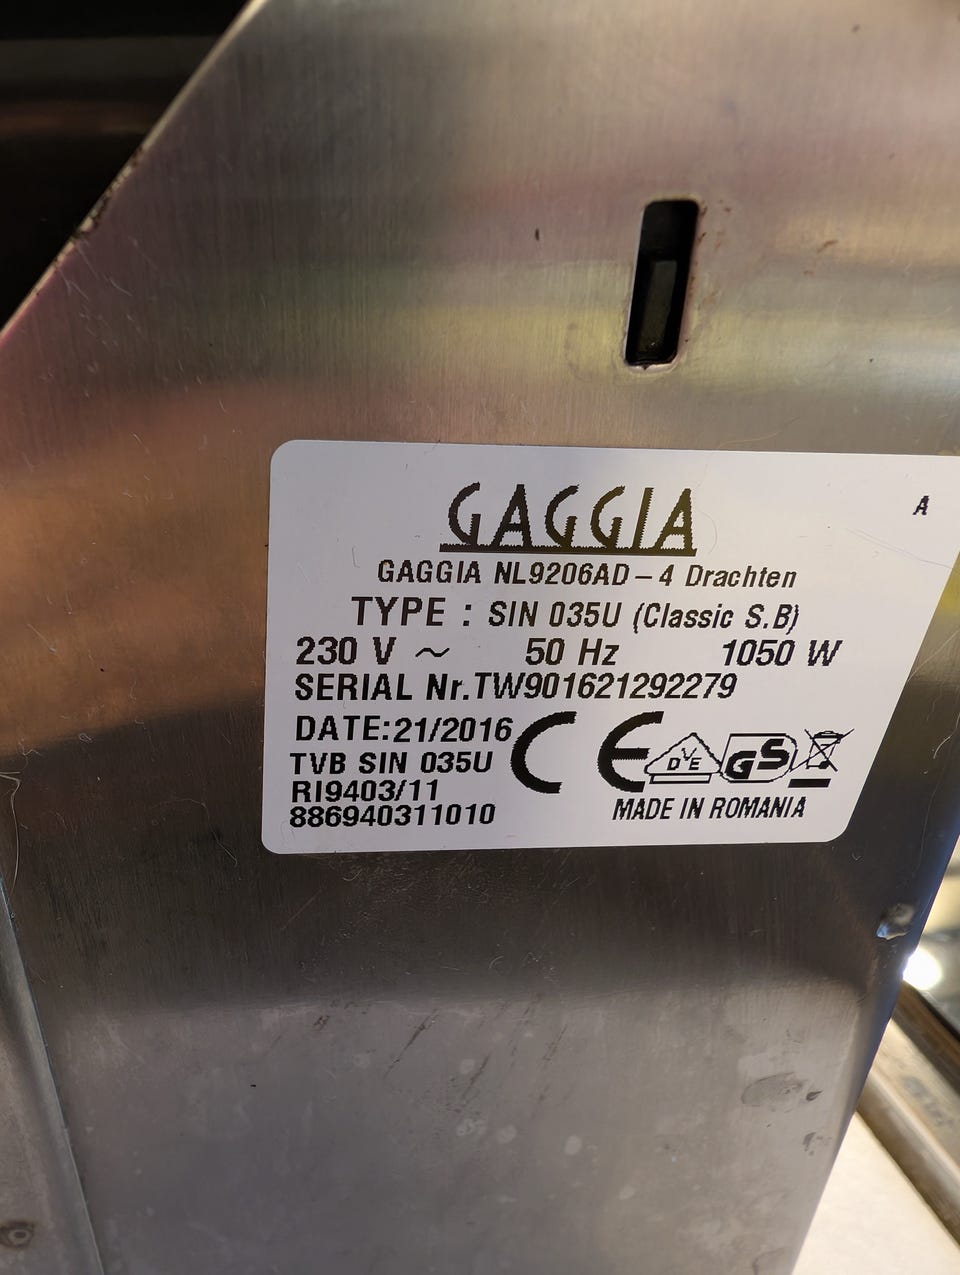 GAGGIA
A
GAGGIA NL9206AD-4 Drachten
TYPE : SIN 035U (Classic S.B)
230 V ~ 50 Hz 1050 W
SERIAL Nr.TW901621292279
DATE:21/2016
TVB SIN 035U
RI9403/11
886940311010
CE
DVE
GS
MADE IN ROMANIA